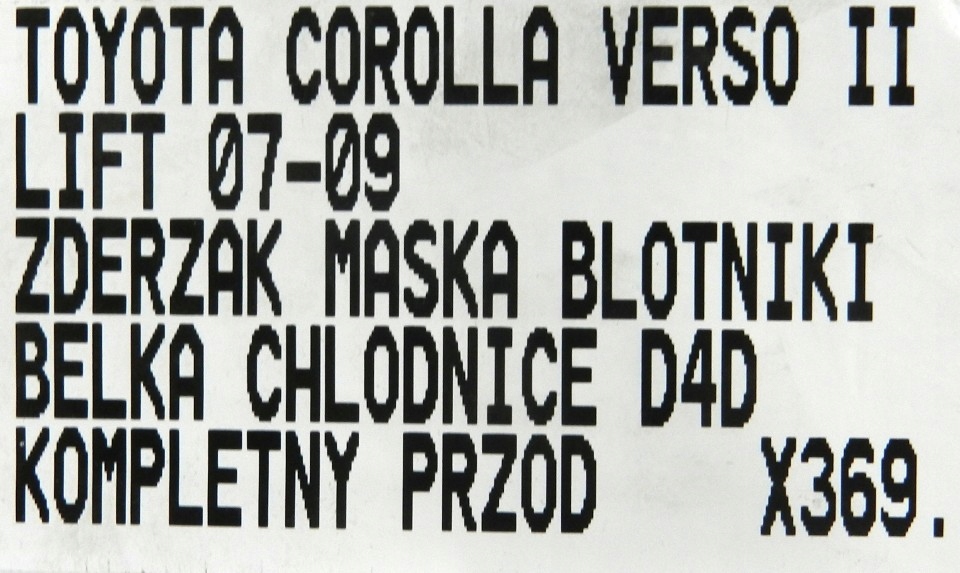 TOYOTA COROLLA VERSO II
LIFT 07-09
ZDERZAK MASKA BLOTNIKI
BELKA CHLODNICE D4D
KOMPLETNY PRZOD X369.